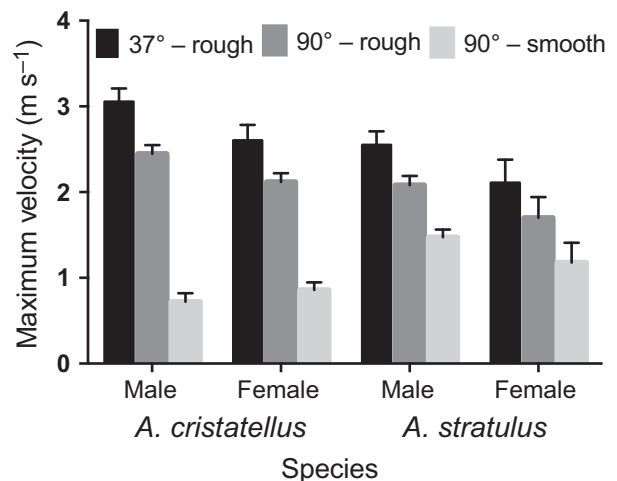 4
37° – rough 90° – rough 90° – smooth
3
2
1
0
Maximum velocity (m s–1)
Male Female Male Female
A. cristatellus A. stratulus
Species